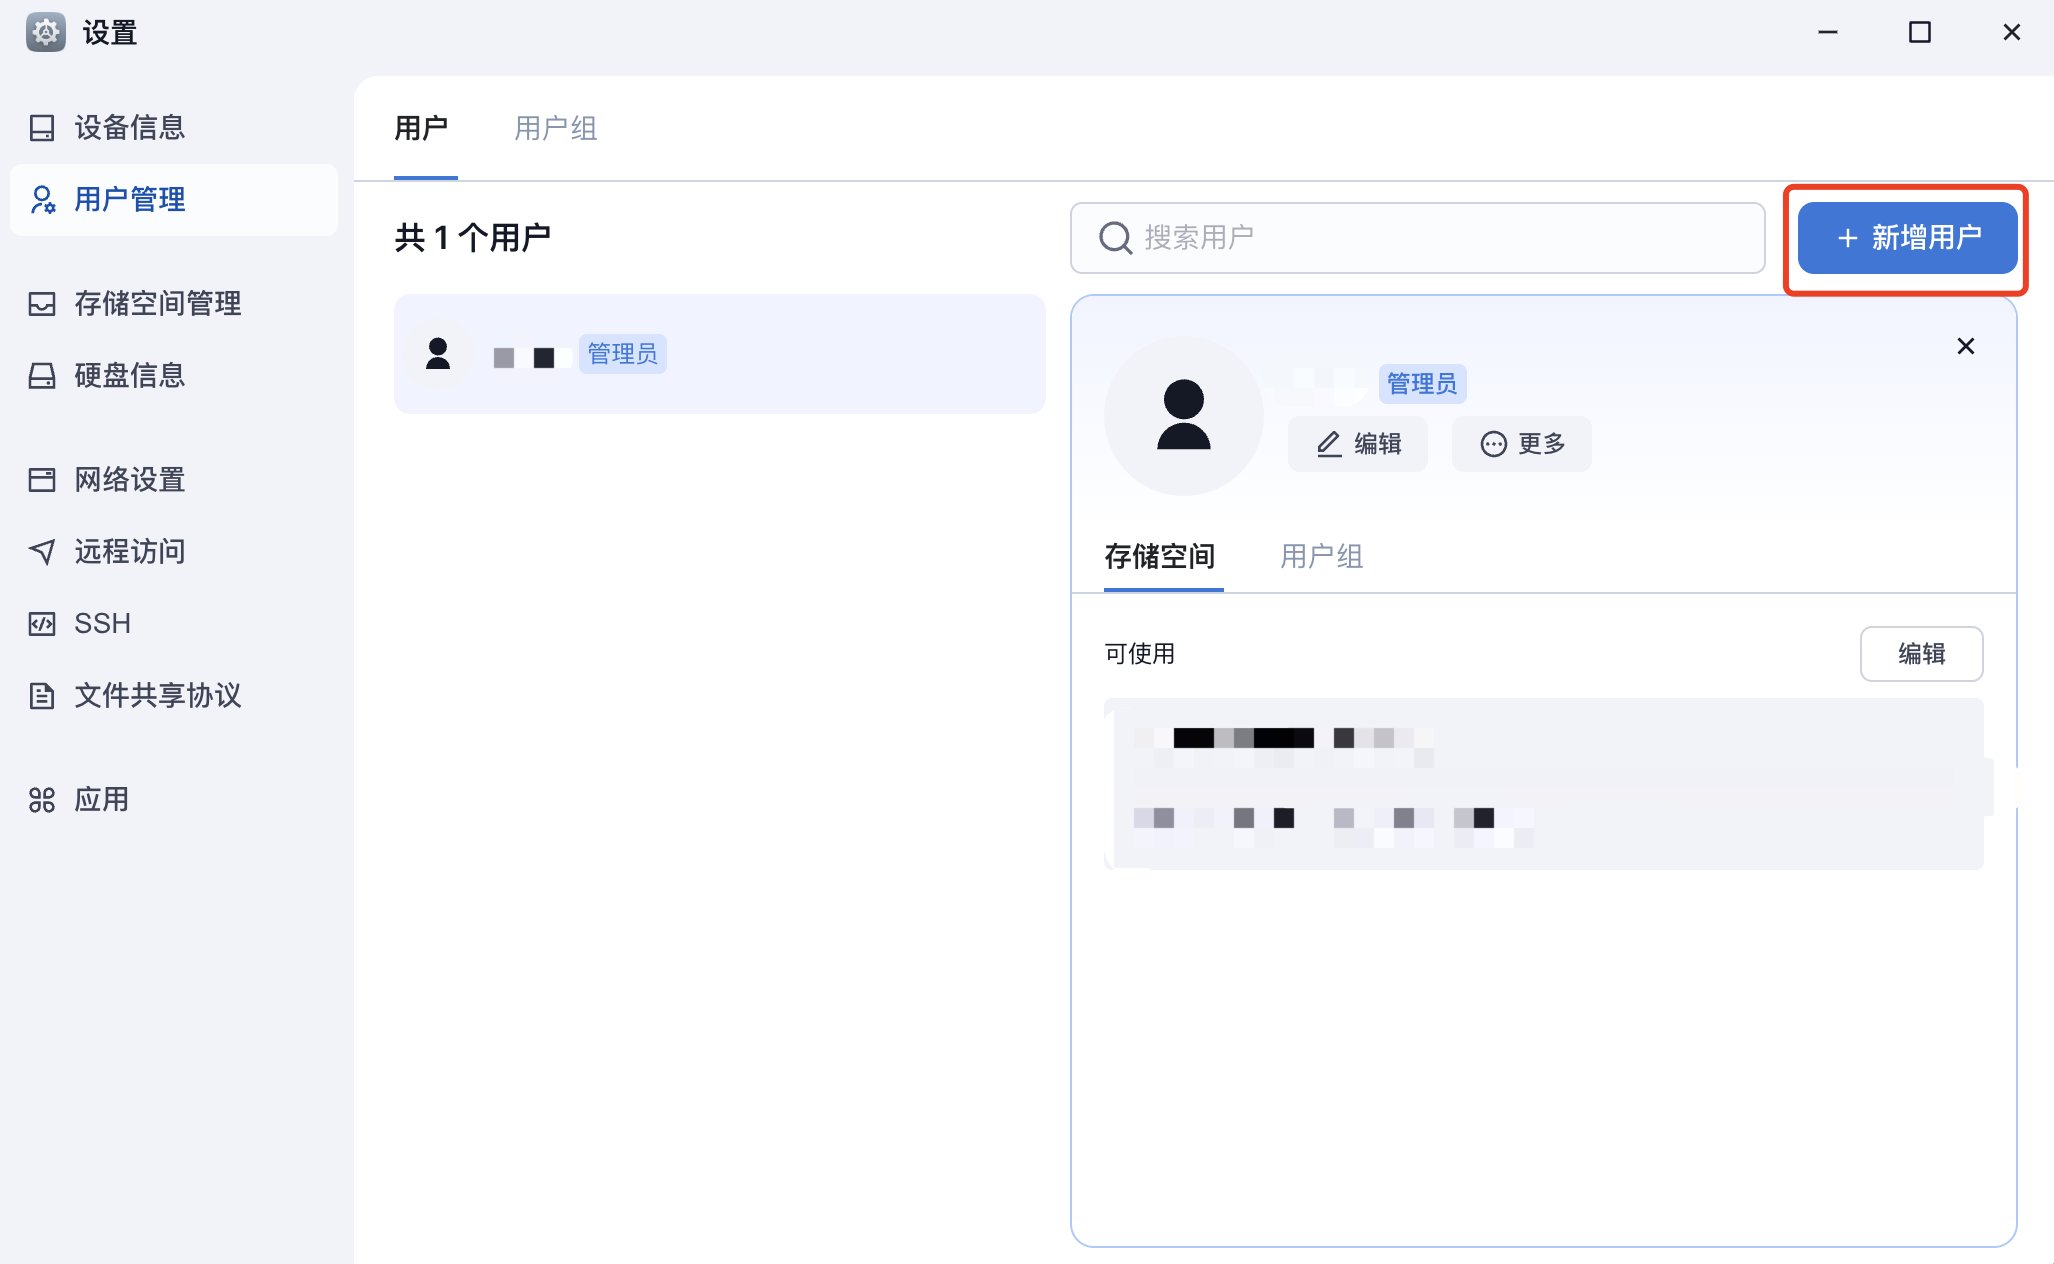 设置
设备信息
用户管理
存储空间管理
硬盘信息
网络设置
远程访问
SSH
文件共享协议
应用
用户
用户组
共 1 个用户
搜索用户
+ 新增用户
管理员
管理员
编辑
更多
存储空间
用户组
可使用
编辑